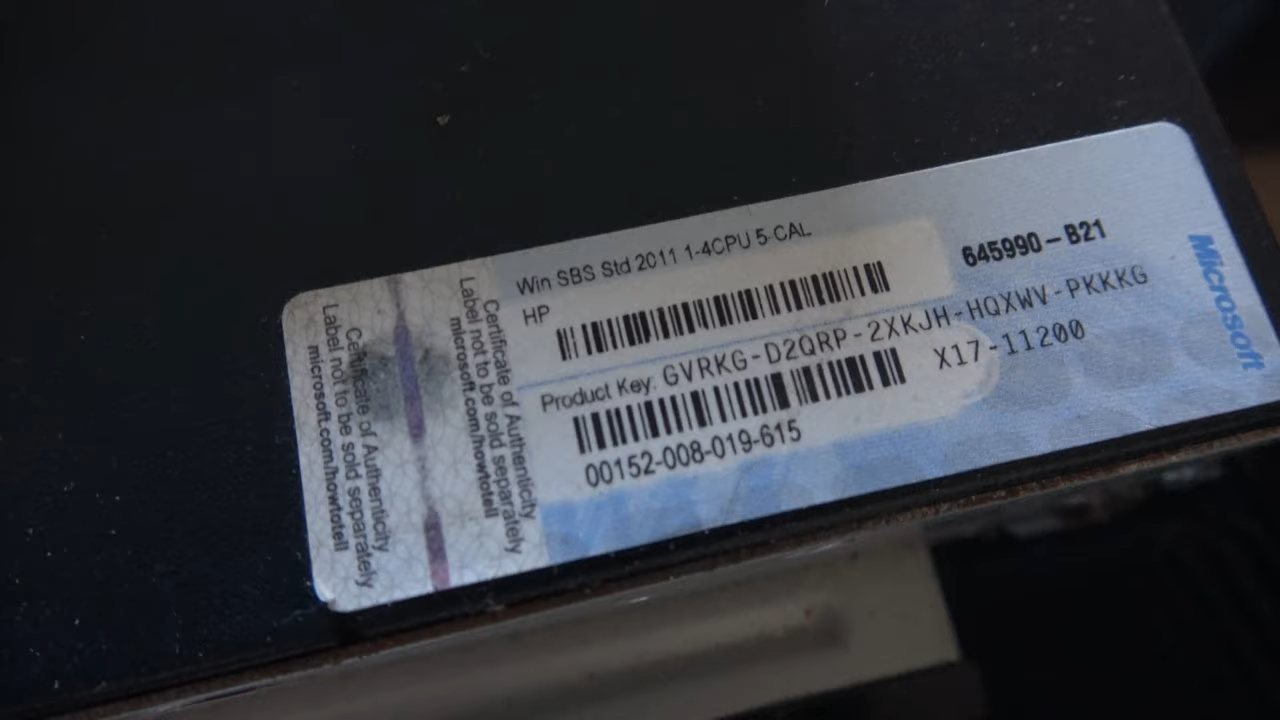 Win SBS Std 2011 1-4CPU 5-CAL
HP
645990-B21
Product Key: GVRKG-D2QRP-2XKJH-HQXWV-PKKKG
X17-11200
00152-008-019-615
Microsoft
Certificate of Authenticity
Label not to be sold separately
microsoft.com/howtotell
Certificate of Authenticity
Label not to be sold separately
microsoft.com/howtotell